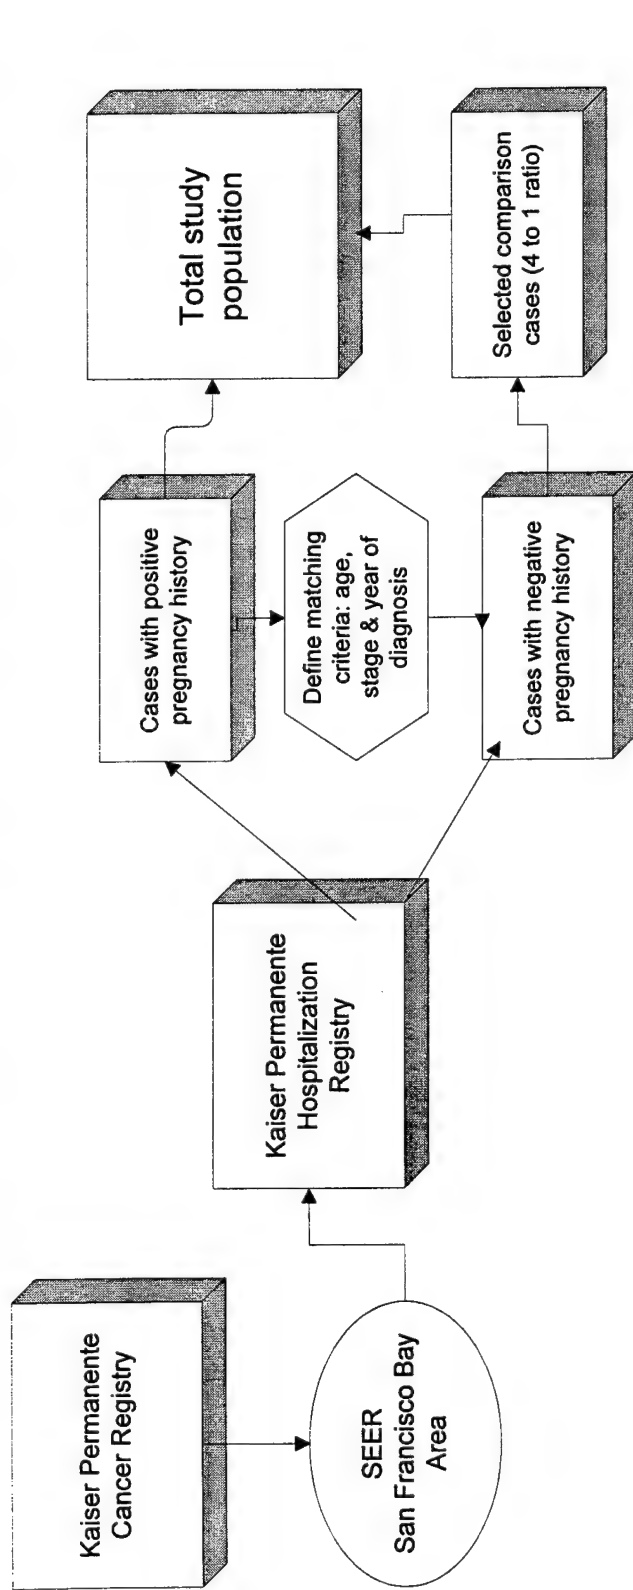 Kaiser Permanente
Cancer Registry
SEER
San Francisco Bay
Area
Kaiser Permanente
Hospitalization
Registry
Cases with positive
pregnancy history
Define matching
criteria: age,
stage & year of
diagnosis
Cases with negative
pregnancy history
Total study
population
Selected comparison
cases (4 to 1 ratio)